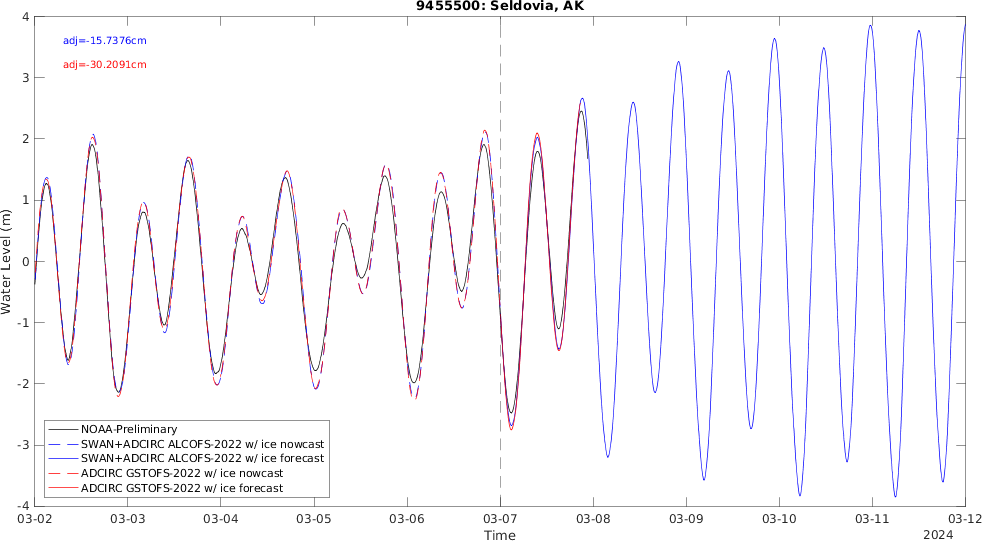 9455500: Seldovia, AK
adj=-15.7376cm
adj=-30.2091cm
4
3
2
1
0
-1
-2
-3
-4
Water Level (m)
NOAA-Preliminary
SWAN+ADCIRC ALCOFS-2022 w/ ice nowcast
SWAN+ADCIRC ALCOFS-2022 w/ ice forecast
ADCIRC GSTOFS-2022 w/ ice nowcast
ADCIRC GSTOFS-2022 w/ ice forecast
03-02 03-03 03-04 03-05 03-06 03-07 03-08 03-09 03-10 03-11 03-12
Time
2024